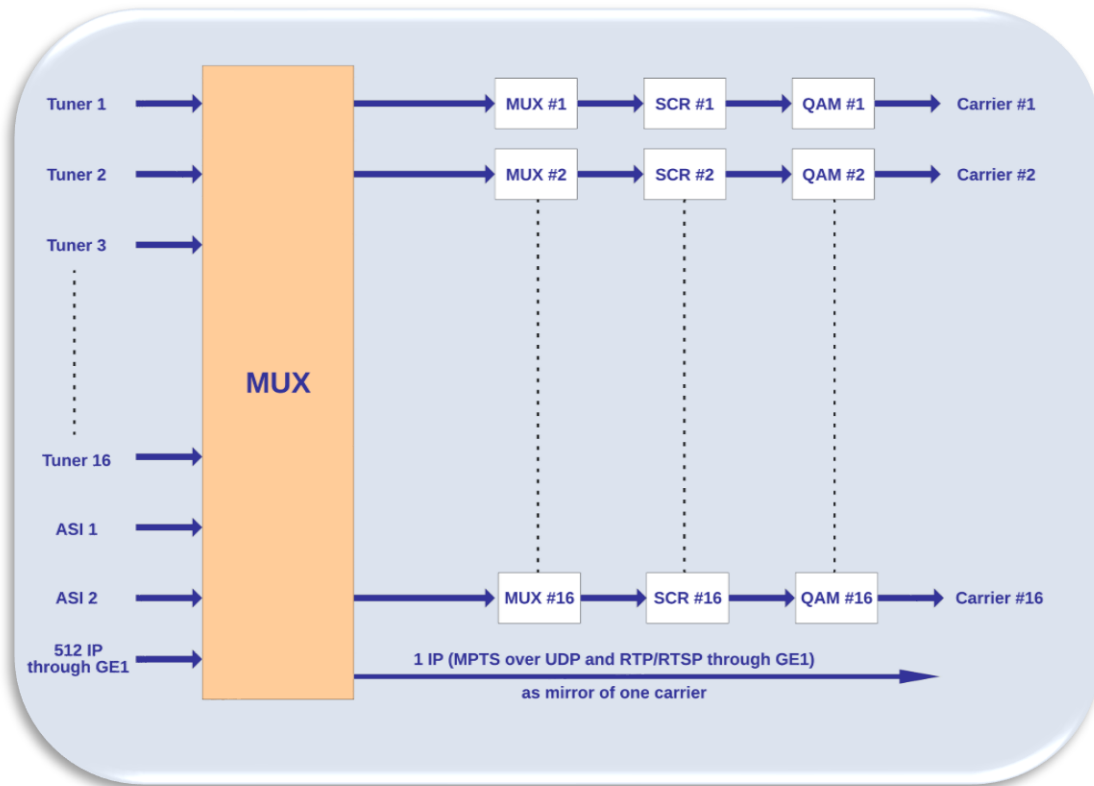 Tuner 1
MUX #1
SCR #1
QAM #1
Carrier #1
Tuner 2
MUX #2
SCR #2
QAM #2
Carrier #2
Tuner 3
MUX
Tuner 16
ASI 1
ASI 2
MUX #16
SCR #16
QAM #16
Carrier #16
512 IP
through GE1
1 IP (MPTS over UDP and RTP/RTSP through GE1)
as mirror of one carrier